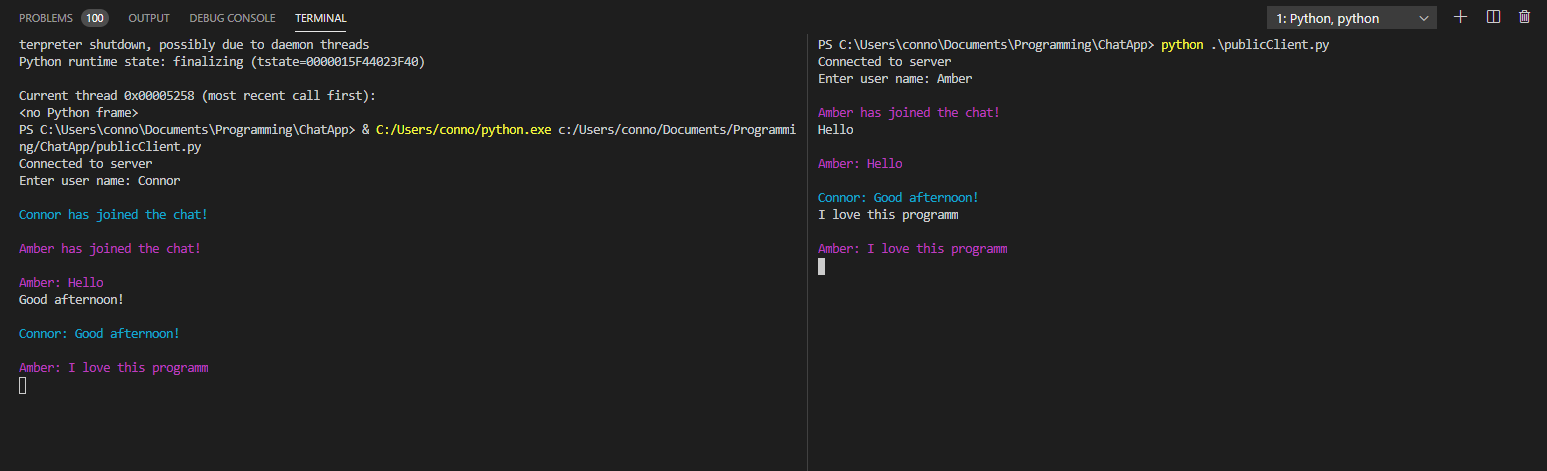 PROBLEMS 100 OUTPUT DEBUG CONSOLE TERMINAL 1: Python, python
terpreter shutdown, possibly due to daemon threads
Python runtime state: finalizing (tstate=0000015F44023F40)
Current thread 0x00005258 (most recent call first):
<no Python frame>
PS C:\Users\conno\Documents\Programming\ChatApp> & C:/Users/conno/python.exe c:/Users/conno/Documents/Programmi
ng/ChatApp/publicClient.py
Connected to server
Enter user name: Connor
Connor has joined the chat!
Amber has joined the chat!
Amber: Hello
Good afternoon!
Connor: Good afternoon!
Amber: I love this programm
PS C:\Users\conno\Documents\Programming\ChatApp> python .\publicClient.py
Connected to server
Enter user name: Amber
Amber has joined the chat!
Hello
Amber: Hello
Connor: Good afternoon!
I love this programm
Amber: I love this programm